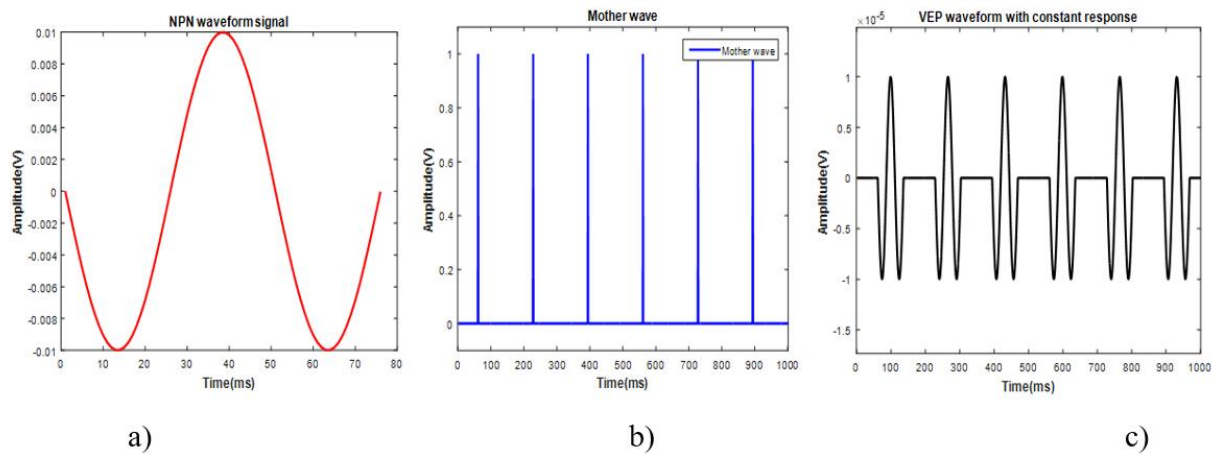 NPN waveform signal
0.01
0.008
0.006
0.004
0.002
0
-0.002
-0.004
-0.006
-0.008
-0.01
Amplitude(V)
0 10 20 30 40 50 60 70 80
Time(ms)
a)
Mother wave
Mother wave
1
0.8
0.6
0.4
0.2
0
Amplitude(V)
0 100 200 300 400 500 600 700 800 900 1000
Time(ms)
b)
VEP waveform with constant response
×10⁻⁵
1
0.5
0
-0.5
-1
-1.5
Amplitude(V)
0 100 200 300 400 500 600 700 800 900 1000
Time(ms)
c)